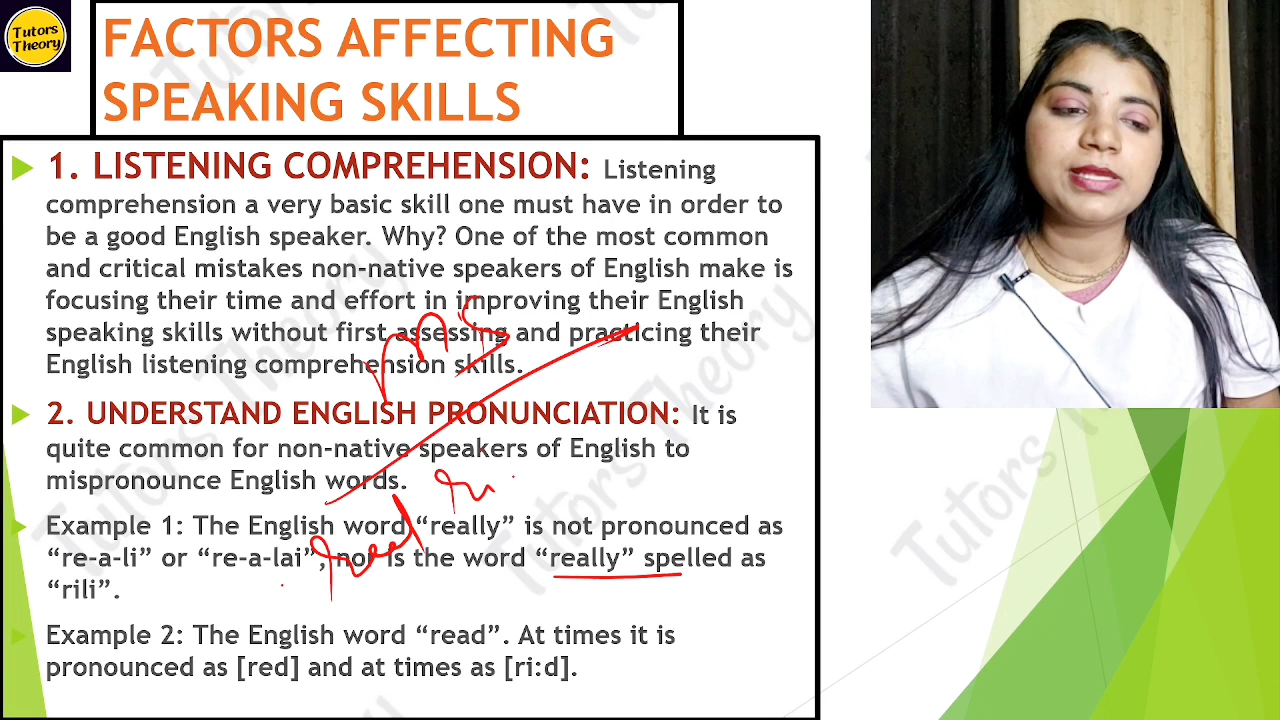 Tutors
Theory
FACTORS AFFECTING
SPEAKING SKILLS
1. LISTENING COMPREHENSION: Listening
comprehension a very basic skill one must have in order to
be a good English speaker. Why? One of the most common
and critical mistakes non-native speakers of English make is
focusing their time and effort in improving their English
speaking skills without first assessing and practicing their
English listening comprehension skills.
2. UNDERSTAND ENGLISH PRONUNCIATION: It is
quite common for non-native speakers of English to
mispronounce English words.
Example 1: The English word “really” is not pronounced as
“re-a-li” or “re-a-lai”, nor is the word “really” spelled as
“rili”.
Example 2: The English word “read”. At times it is
pronounced as [red] and at times as [ri:d].
Tutors Theory